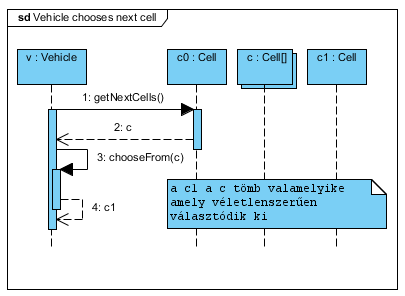 sd Vehicle chooses next cell
v : Vehicle
c0 : Cell
c : Cell[]
c1 : Cell
1: getNextCells()
2: c
3: chooseFrom(c)
4: c1
a c1 a c tömb valamelyike
amely véletlenszerűen
választódik ki